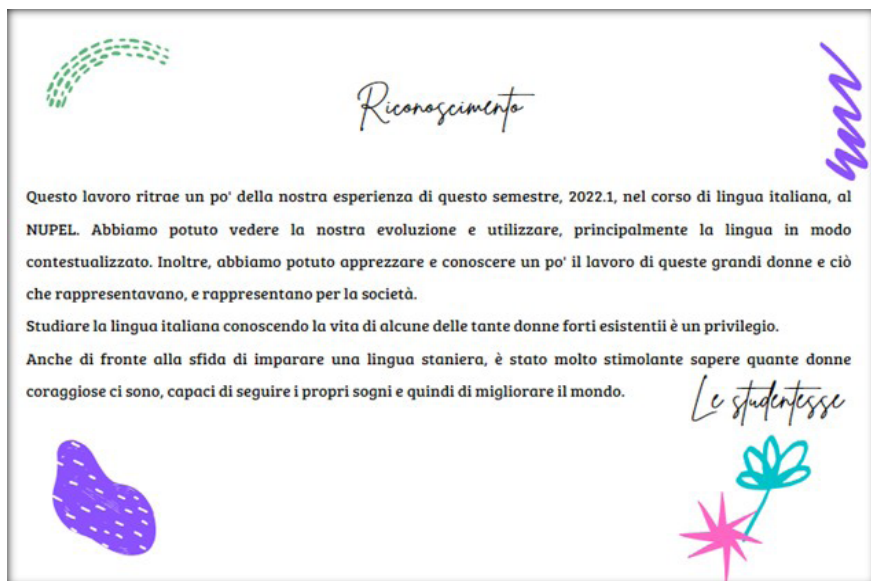 Riconoscimento
Questo lavoro ritrae un po' della nostra esperienza di questo semestre, 2022.1, nel corso di lingua italiana, al
NUPEL. Abbiamo potuto vedere la nostra evoluzione e utilizzare, principalmente la lingua in modo
contestualizzato. Inoltre, abbiamo potuto apprezzare e conoscere un po' il lavoro di queste grandi donne e ciò
che rappresentavano, e rappresentano per la società.
Studiare la lingua italiana conoscendo la vita di alcune delle tante donne forti esistentii è un privilegio.
Anche di fronte alla sfida di imparare una lingua staniera, è stato molto stimolante sapere quante donne
coraggiose ci sono, capaci di seguire i propri sogni e quindi di migliorare il mondo.
Le studentesse